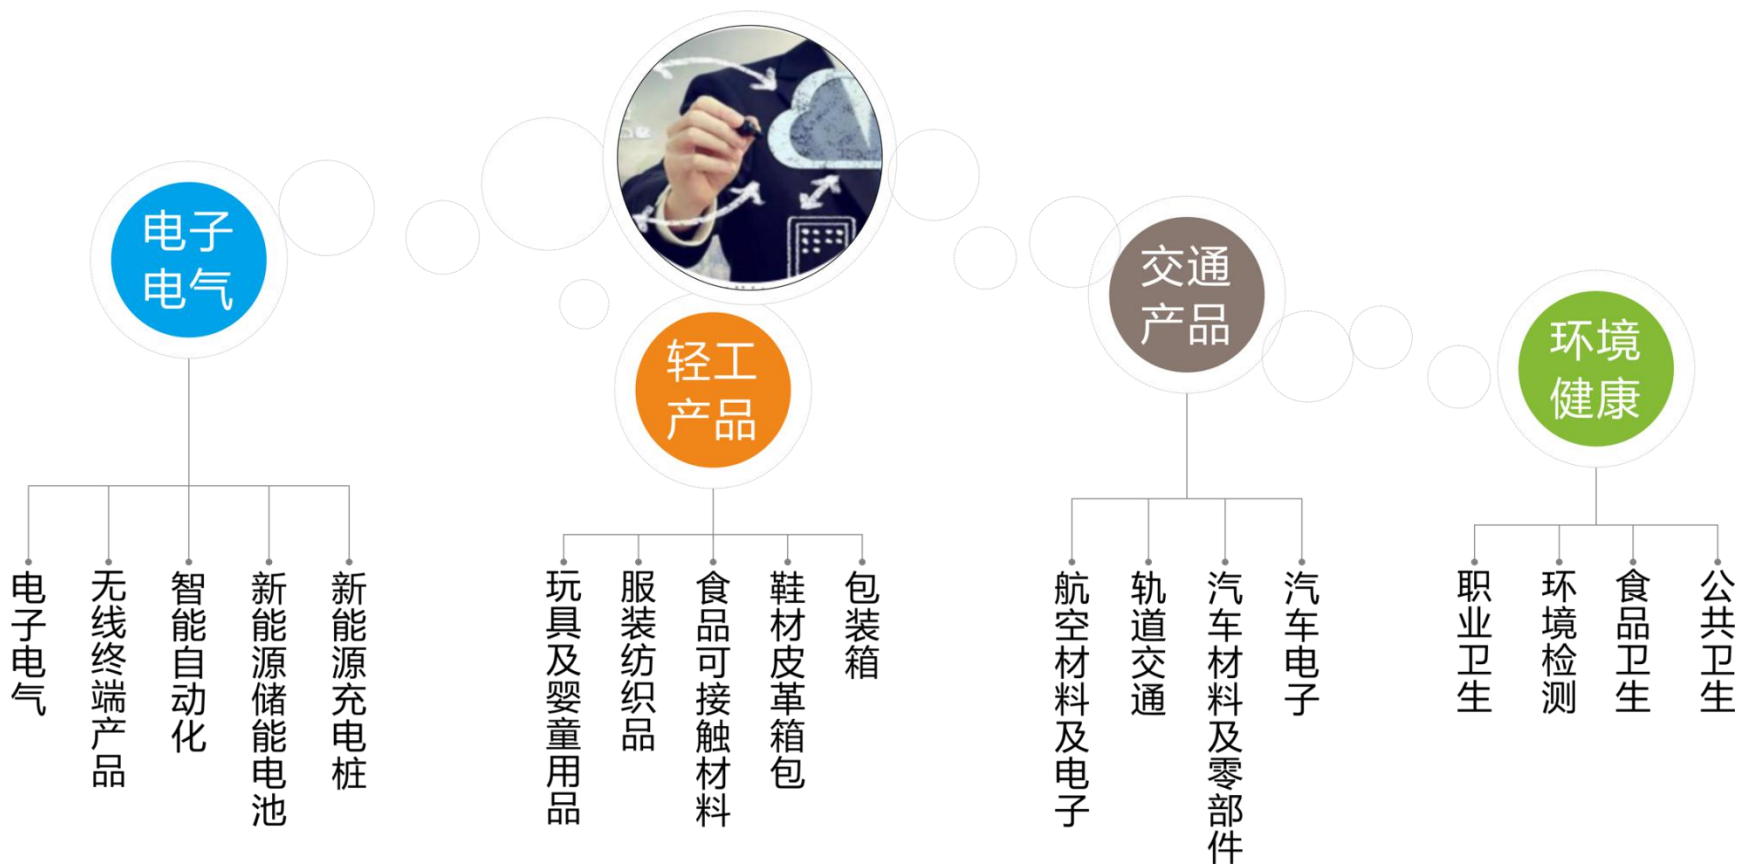 电子
电气
轻工
产品
交通
产品
环境
健康
电子电气
无线终端产品
智能自动化
新能源储能电池
新能源充电桩
玩具及婴童用品
服装纺织品
食品可接触材料
鞋材皮革箱包
包装箱
航空材料及电子
轨道交通
汽车材料及零部件
汽车电子
职业卫生
环境检测
食品卫生
公共卫生